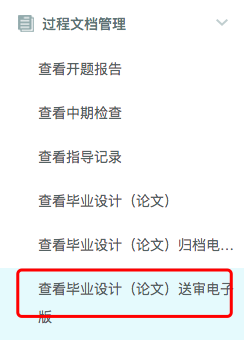 过程文档管理
查看开题报告
查看中期检查
查看指导记录
查看毕业设计（论文）
查看毕业设计（论文）归档电...
查看毕业设计（论文）送审电子
版